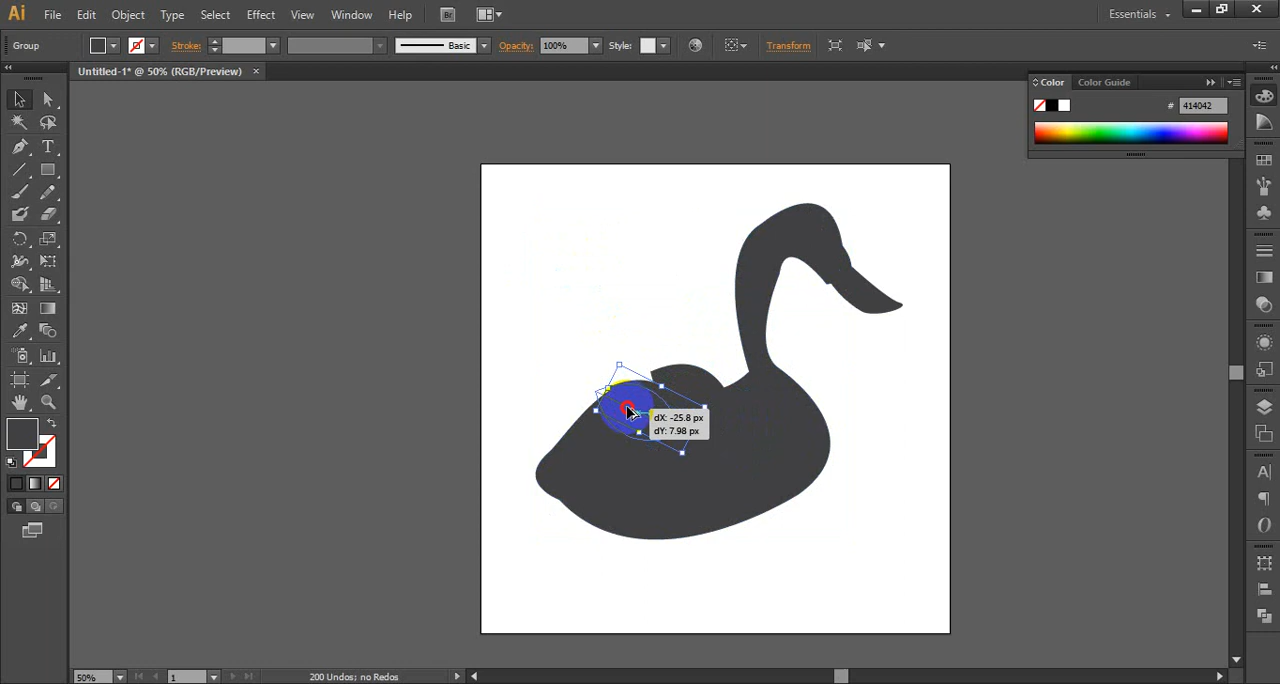 Ai File Edit Object Type Select Effect View Window Help Br Essentials
Group Stroke: Basic Opacity: 100% Style: Transform
Untitled-1* @ 50% (RGB/Preview) ×
Color Color Guide
# 414042
T
dX: -25.8 px
dY: 7.98 px
A
50% 1 200 Undos; no Redos